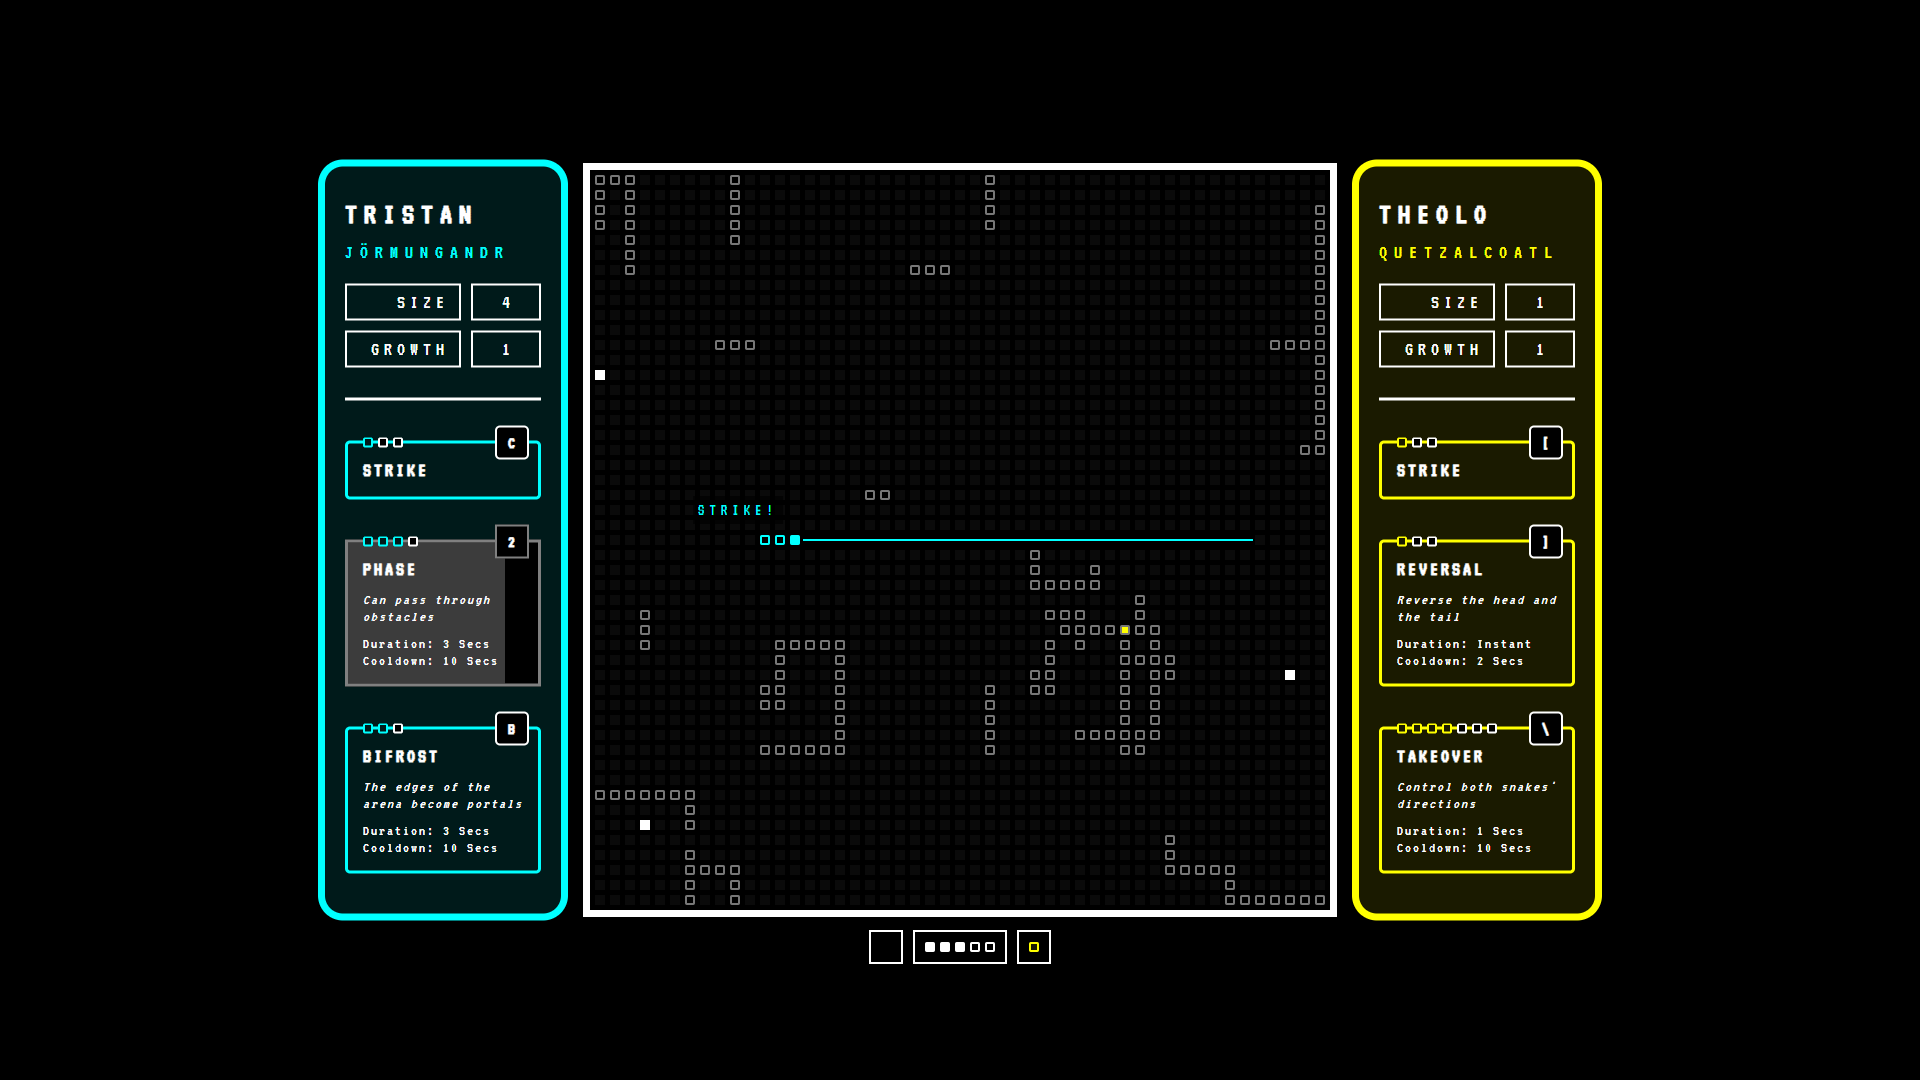 TRISTAN
JÖRMUNGANDR
SIZE 4
GROWTH 1
C
STRIKE
2
PHASE
Can pass through
obstacles
Duration: 3 Secs
Cooldown: 10 Secs
B
BIFROST
The edges of the
arena become portals
Duration: 3 Secs
Cooldown: 10 Secs
STRIKE!
THEOLO
QUETZALCOATL
SIZE 1
GROWTH 1
[
STRIKE
]
REVERSAL
Reverse the head and
the tail
Duration: Instant
Cooldown: 2 Secs
\
TAKEOVER
Control both snakes'
directions
Duration: 1 Secs
Cooldown: 10 Secs